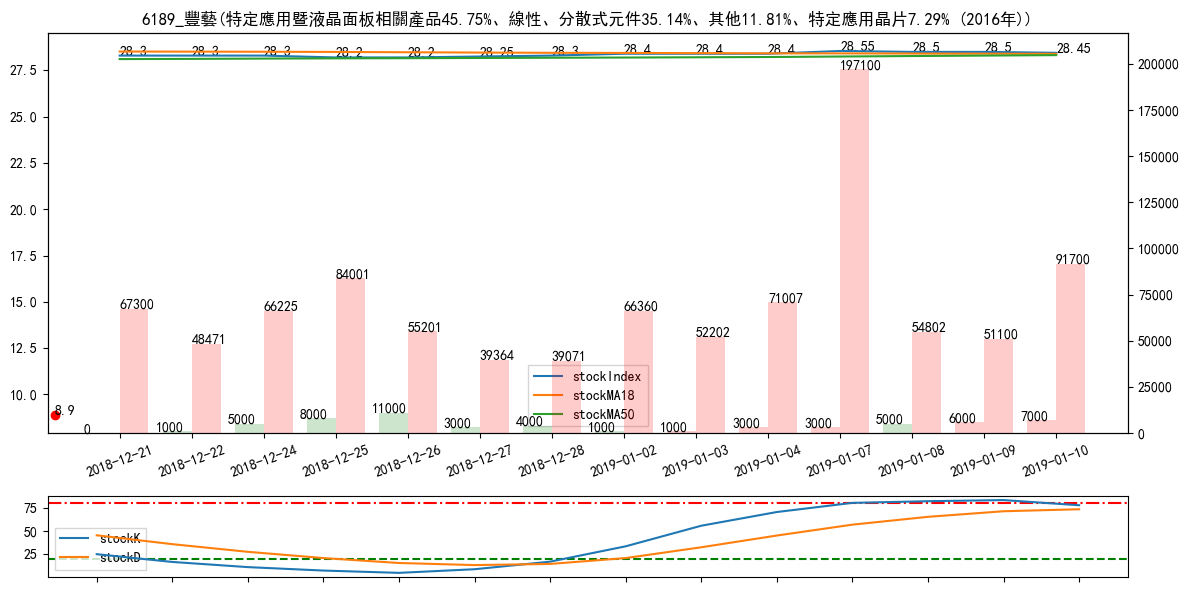 6189_豐藝(特定應用暨液晶面板相關產品45.75%、線性、分散式元件35.14%、其他11.81%、特定應用晶片7.29% (2016年))
28.3 28.3 28.3 28.2 28.2 28.25 28.3 28.4 28.4 28.4 28.55 28.5 28.5 28.45
27.5 25.0 22.5 20.0 17.5 15.0 12.5 10.0
200000 175000 150000 125000 100000 75000 50000 25000 0
67300 48471 66225 84001 55201 39364 39071 66360 52202 71007 197100 54802 51100 91700
stockIndex
stockMA18
stockMA50
8.9
0 1000 5000 8000 11000 3000 4000 1000 1000 3000 3000 5000 6000 7000
2018-12-21 2018-12-22 2018-12-24 2018-12-25 2018-12-26 2018-12-27 2018-12-28 2019-01-02 2019-01-03 2019-01-04 2019-01-07 2019-01-08 2019-01-09 2019-01-10
75
50
25
stockK
stockD